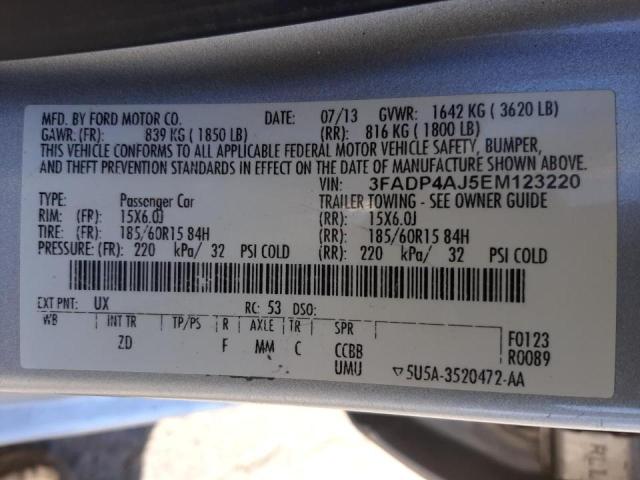 MFD. BY FORD MOTOR CO. DATE: 07/13 GVWR: 1642 KG ( 3620 LB)
GAWR: (FR): 839 KG ( 1850 LB) (RR): 816 KG ( 1800 LB)
THIS VEHICLE CONFORMS TO ALL APPLICABLE FEDERAL MOTOR VEHICLE SAFETY, BUMPER,
AND THEFT PREVENTION STANDARDS IN EFFECT ON THE DATE OF MANUFACTURE SHOWN ABOVE.
VIN: 3FADP4AJ5EM123220
TYPE: Passenger Car TRAILER TOWING - SEE OWNER GUIDE
RIM: (FR): 15X6.0J (RR): 15X6.0J
TIRE: (FR): 185/60R15 84H (RR): 185/60R15 84H
PRESSURE: (FR): 220 kPa/ 32 PSI COLD (RR): 220 kPa/ 32 PSI COLD
EXT PNT: UX RC: 53 DSO:
WB INT TR TP/PS R AXLE TR SPR
ZD F MM C CCBB
UMU
F0123
R0089
▽5U5A-3520472-AA